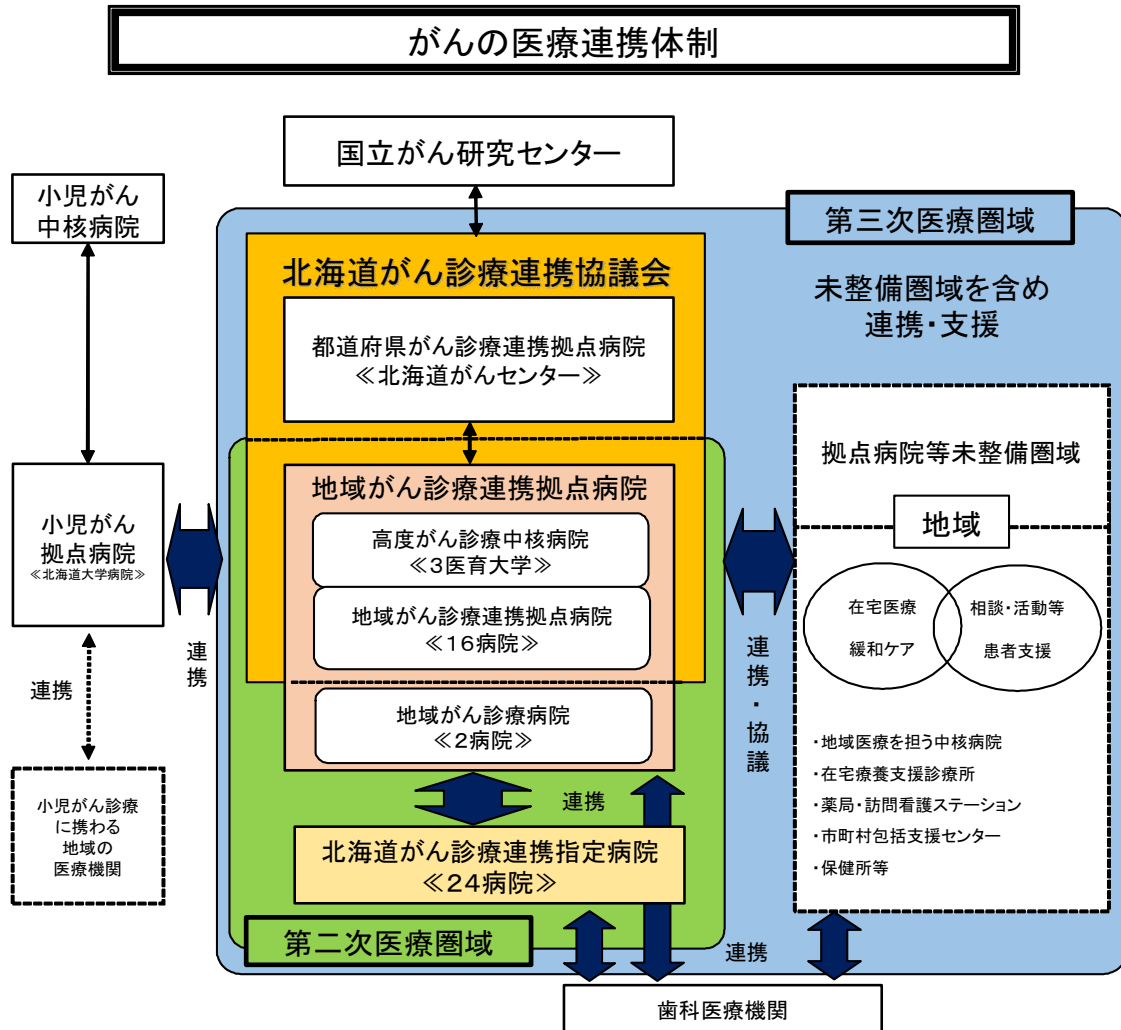 がんの医療連携体制
国立がん研究センター
小児がん
中核病院
第三次医療圏域
未整備圏域を含め
連携・支援
北海道がん診療連携協議会
都道府県がん診療連携拠点病院
≪北海道がんセンター≫
地域がん診療連携拠点病院
高度がん診療中核病院
≪3医育大学≫
地域がん診療連携拠点病院
≪16病院≫
地域がん診療病院
≪2病院≫
連携
北海道がん診療連携指定病院
≪24病院≫
第二次医療圏域
小児がん
拠点病院
≪北海道大学病院≫
連携
連携
小児がん診療
に携わる
地域の
医療機関
連携・協議
拠点病院等未整備圏域
地域
在宅医療
緩和ケア
相談・活動等
患者支援
・地域医療を担う中核病院
・在宅療養支援診療所
・薬局・訪問看護ステーション
・市町村包括支援センター
・保健所等
連携
歯科医療機関